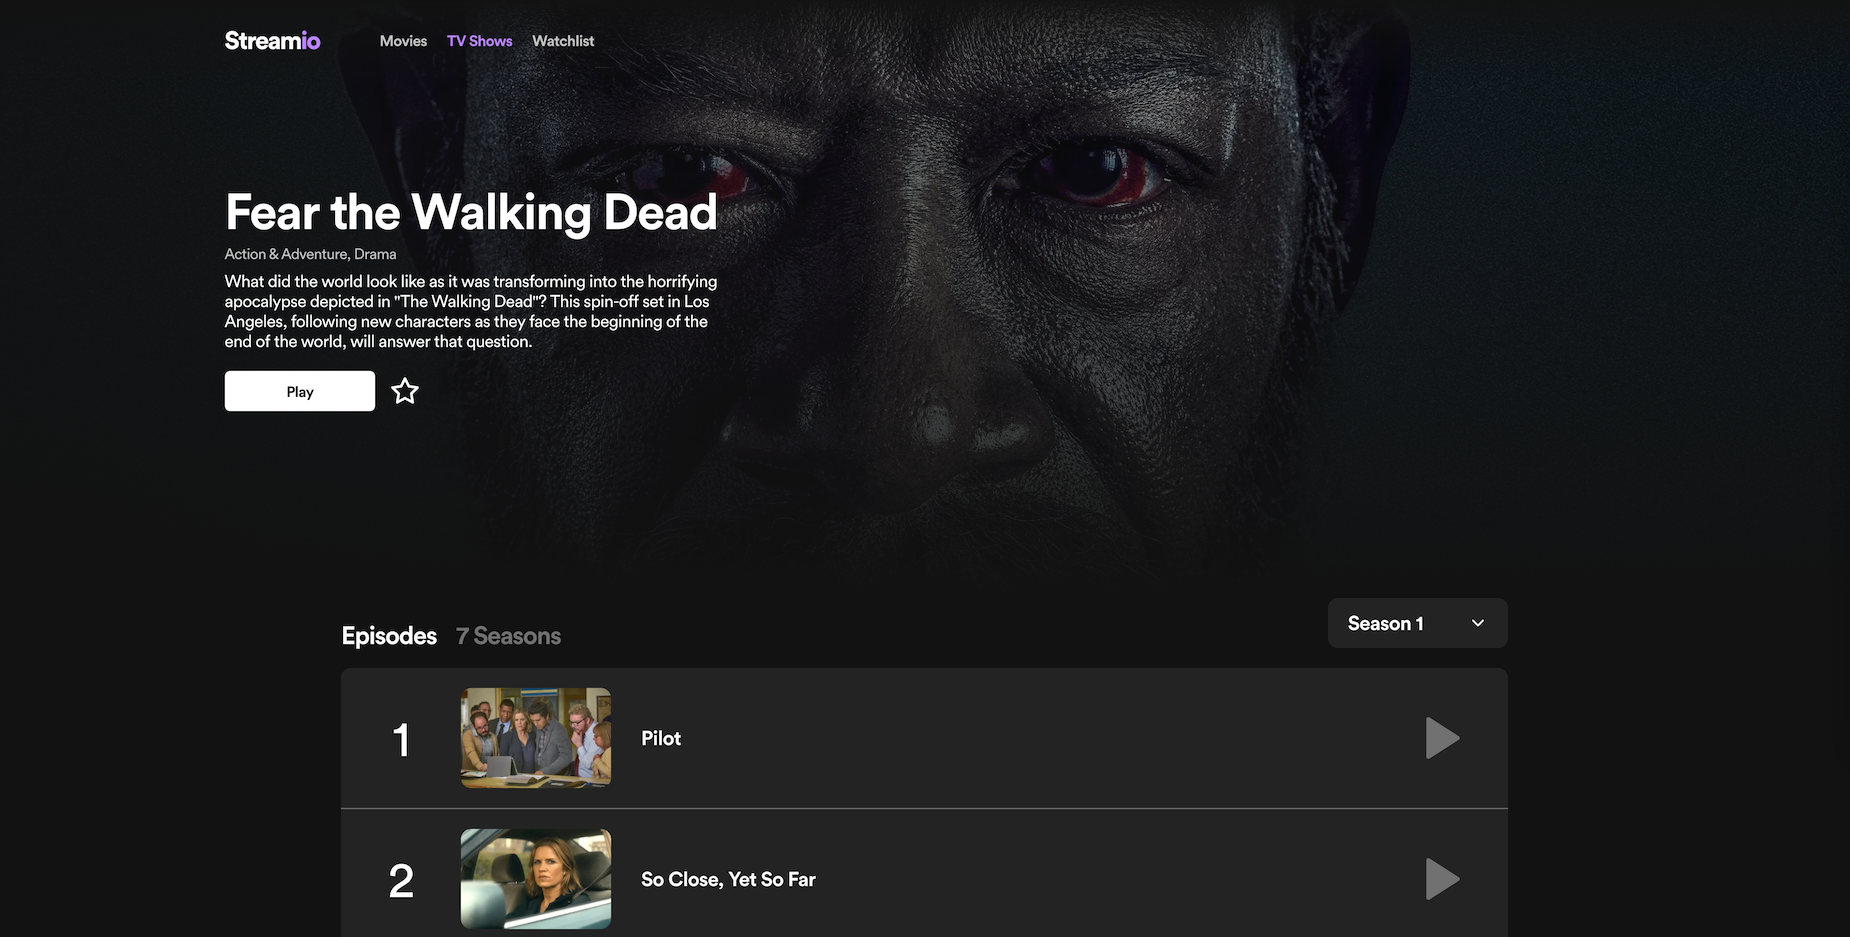 Streamio
Movies TV Shows Watchlist
Fear the Walking Dead
Action & Adventure, Drama
What did the world look like as it was transforming into the horrifying
apocalypse depicted in "The Walking Dead"? This spin-off set in Los
Angeles, following new characters as they face the beginning of the
end of the world, will answer that question.
Play
Episodes 7 Seasons
Season 1
1
Pilot
2
So Close, Yet So Far